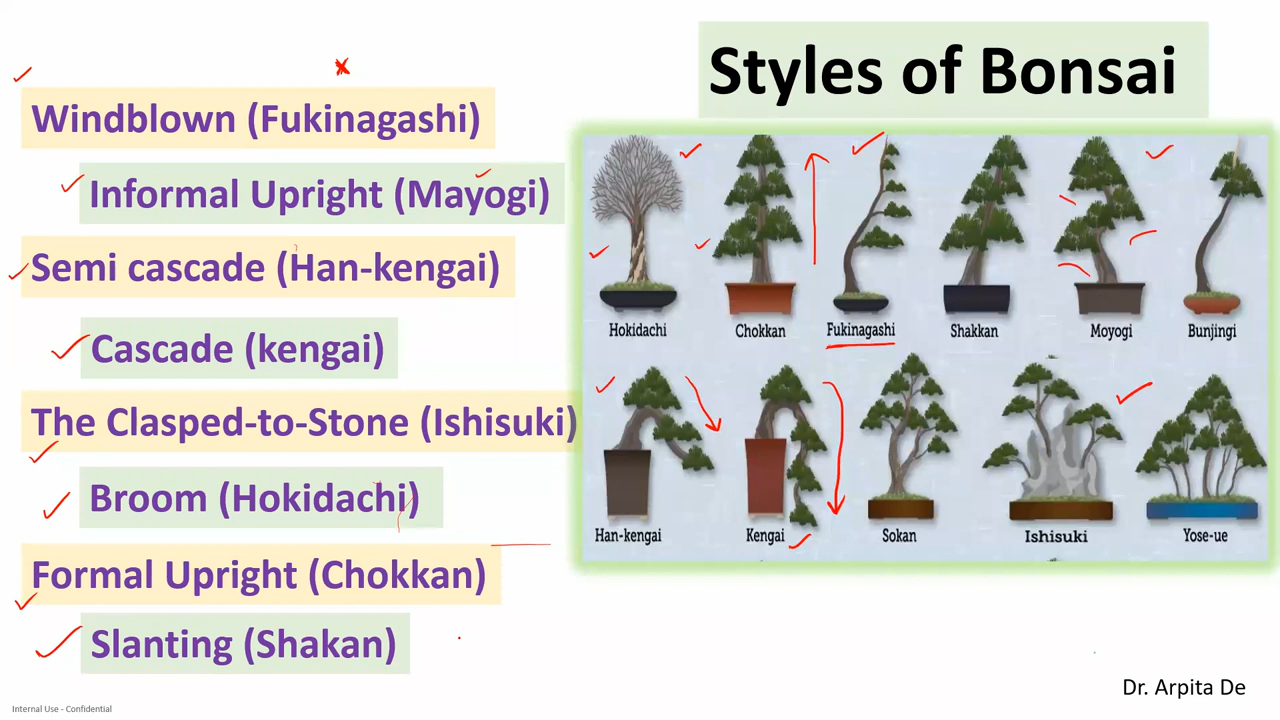 Styles of Bonsai
Windblown (Fukinagashi)
Informal Upright (Mayogi)
Semi cascade (Han-kengai)
Cascade (kengai)
The Clasped-to-Stone (Ishisuki)
Broom (Hokidachi)
Formal Upright (Chokkan)
Slanting (Shakan)
Hokidachi Chokkan Fukinagashi Shakkan Moyogi Bunjingi
Han-kengai Kengai Sokan Ishisuki Yose-ue
Dr. Arpita De
Internal Use - Confidential